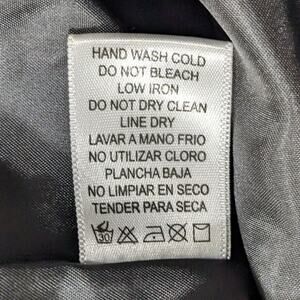 HAND WASH COLD
DO NOT BLEACH
LOW IRON
DO NOT DRY CLEAN
LINE DRY
LAVAR A MANO FRIO
NO UTILIZAR CLORO
PLANCHA BAJA
NO LIMPIAR EN SECO
TENDER PARA SECA
30